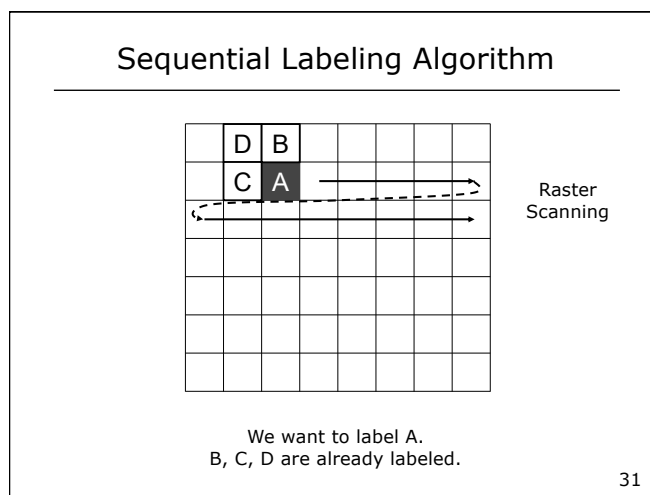 Sequential Labeling Algorithm
D B
C A
Raster
Scanning
We want to label A.
B, C, D are already labeled.
31